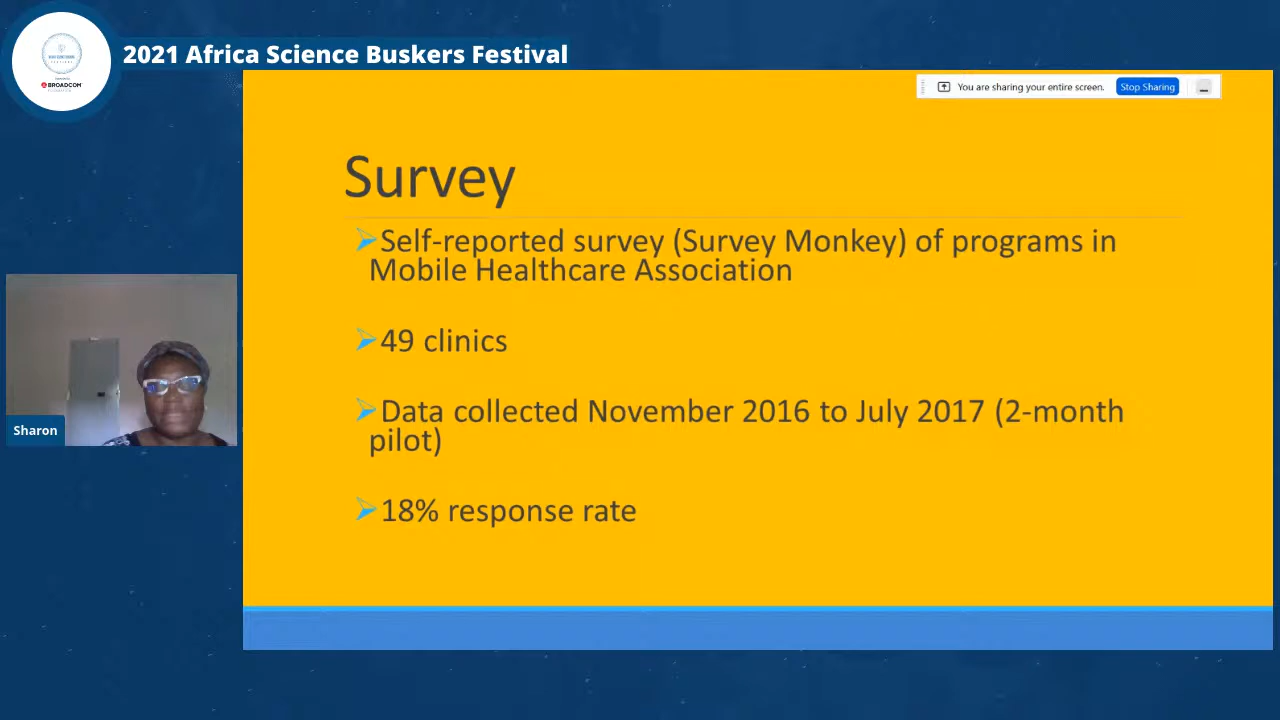 2021 Africa Science Buskers Festival
BROADCOM
You are sharing your entire screen. Stop Sharing
Survey
Self-reported survey (Survey Monkey) of programs in
Mobile Healthcare Association
49 clinics
Data collected November 2016 to July 2017 (2-month
pilot)
18% response rate
Sharon